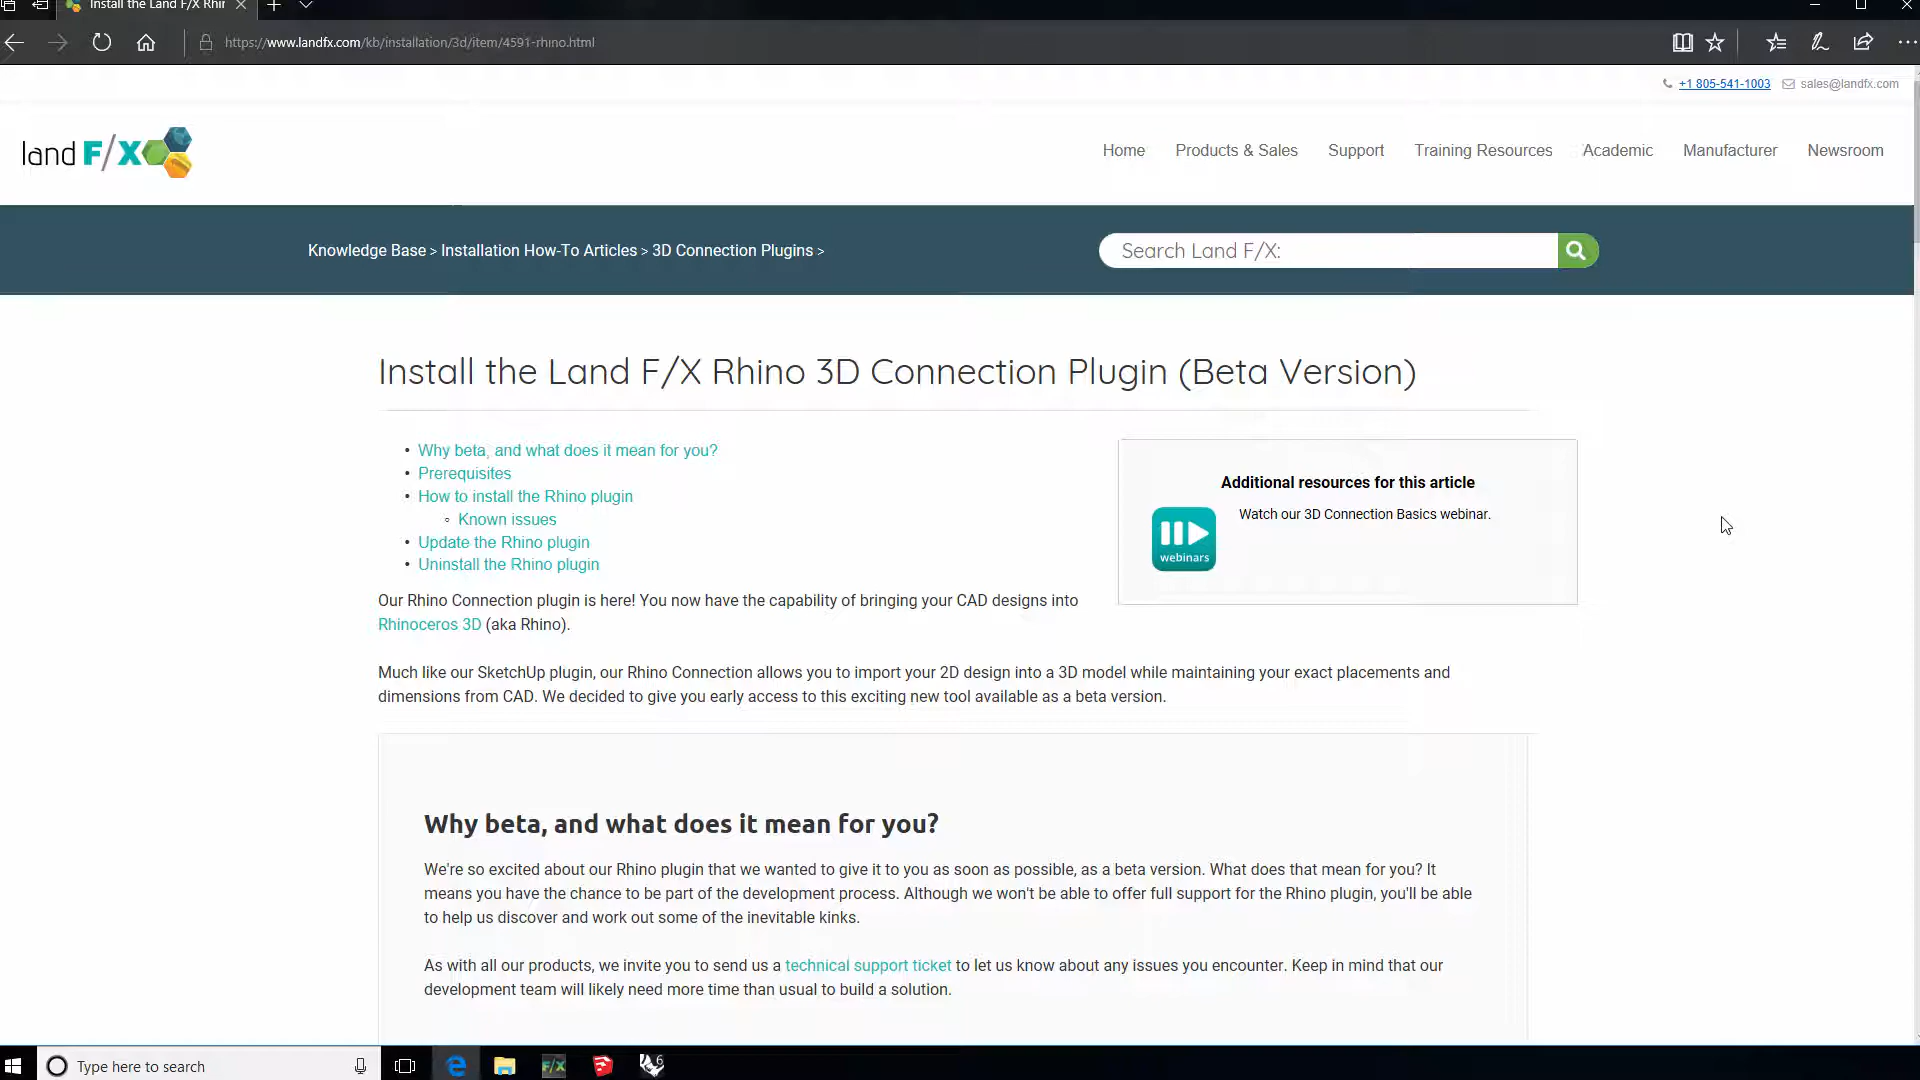 Install the Land F/X Rhir
https://www.landfx.com/kb/installation/3d/item/4591-rhino.html
+1 805-541-1003 sales@landfx.com
land F/X
Home Products & Sales Support Training Resources Academic Manufacturer Newsroom
Knowledge Base > Installation How-To Articles > 3D Connection Plugins >
Search Land F/X:
Install the Land F/X Rhino 3D Connection Plugin (Beta Version)
• Why beta, and what does it mean for you?
• Prerequisites
• How to install the Rhino plugin
◦ Known issues
• Update the Rhino plugin
• Uninstall the Rhino plugin
Additional resources for this article
Watch our 3D Connection Basics webinar.
webinars
Our Rhino Connection plugin is here! You now have the capability of bringing your CAD designs into
Rhinoceros 3D (aka Rhino).
Much like our SketchUp plugin, our Rhino Connection allows you to import your 2D design into a 3D model while maintaining your exact placements and
dimensions from CAD. We decided to give you early access to this exciting new tool available as a beta version.
Why beta, and what does it mean for you?
We're so excited about our Rhino plugin that we wanted to give it to you as soon as possible, as a beta version. What does that mean for you? It
means you have the chance to be part of the development process. Although we won't be able to offer full support for the Rhino plugin, you'll be able
to help us discover and work out some of the inevitable kinks.
As with all our products, we invite you to send us a technical support ticket to let us know about any issues you encounter. Keep in mind that our
development team will likely need more time than usual to build a solution.
Type here to search
F/X
6